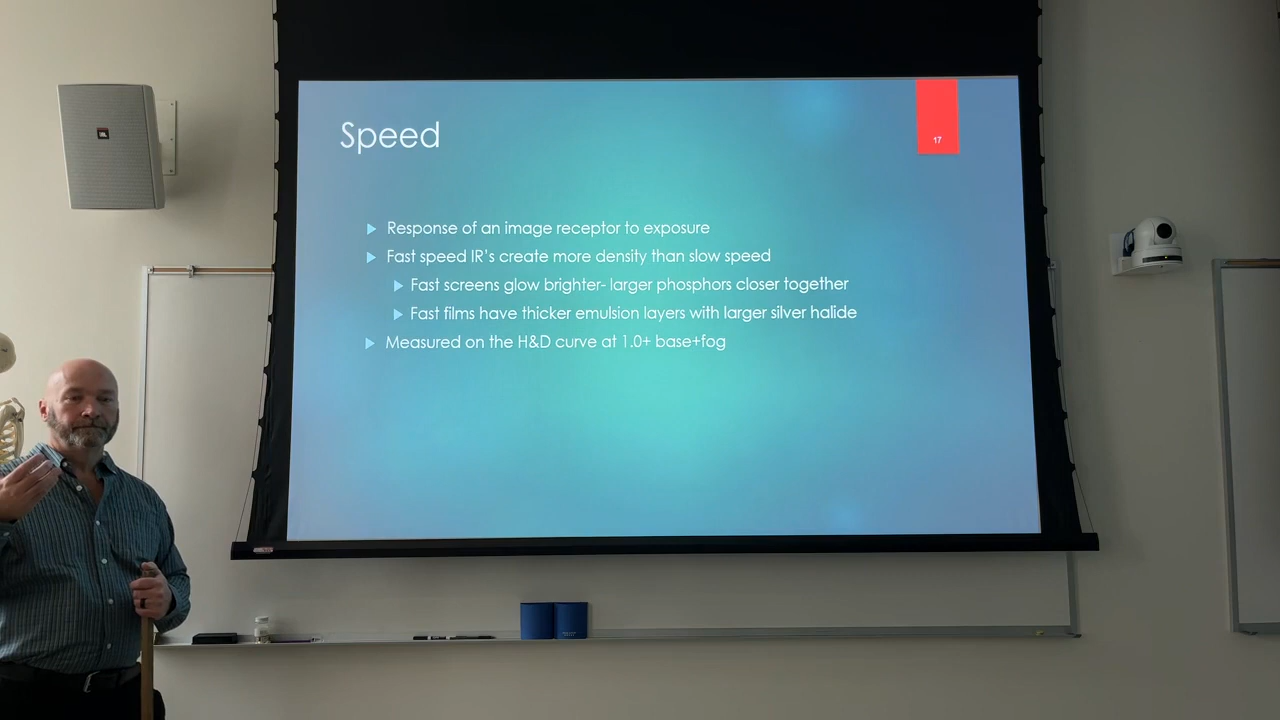 Speed
17
Response of an image receptor to exposure
Fast speed IR's create more density than slow speed
Fast screens glow brighter- larger phosphors closer together
Fast films have thicker emulsion layers with larger silver halide
Measured on the H&D curve at 1.0+ base+fog
JBL